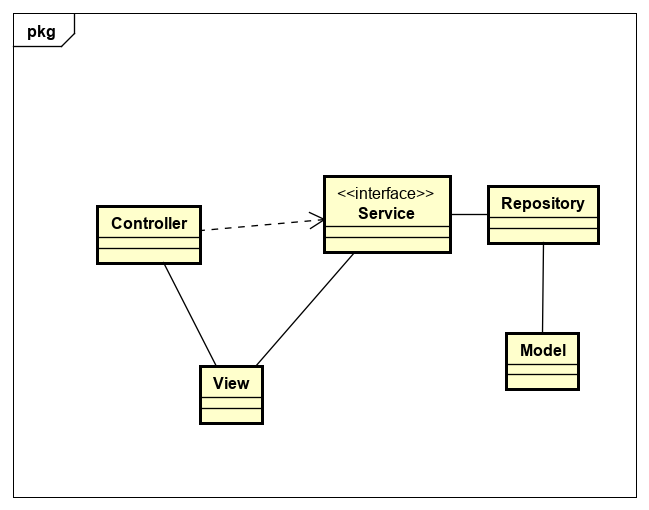 pkg
<<interface>>
Service
Controller
Repository
Model
View